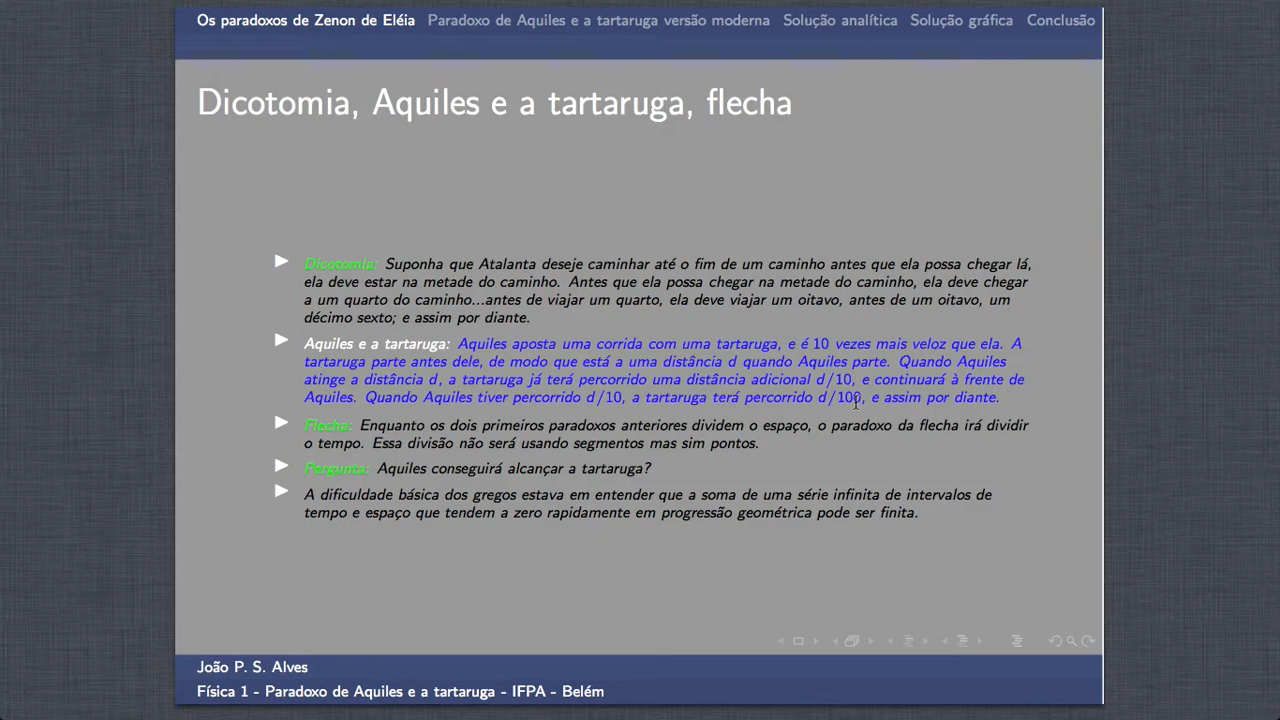 Os paradoxos de Zenon de Eléia Paradoxo de Aquiles e a tartaruga versão moderna Solução analítica Solução gráfica Conclusão
Dicotomia, Aquiles e a tartaruga, flecha
Dicotomia: Suponha que Atalanta deseje caminhar até o fim de um caminho antes que ela possa chegar lá,
ela deve estar na metade do caminho. Antes que ela possa chegar na metade do caminho, ela deve chegar
a um quarto do caminho...antes de viajar um quarto, ela deve viajar um oitavo, antes de um oitavo, um
décimo sexto; e assim por diante.
Aquiles e a tartaruga: Aquiles aposta uma corrida com uma tartaruga, e é 10 vezes mais veloz que ela. A
tartaruga parte antes dele, de modo que está a uma distância d quando Aquiles parte. Quando Aquiles
atinge a distância d, a tartaruga já terá percorrido uma distância adicional d/10, e continuará à frente de
Aquiles. Quando Aquiles tiver percorrido d/10, a tartaruga terá percorrido d/100, e assim por diante.
Flecha: Enquanto os dois primeiros paradoxos anteriores dividem o espaço, o paradoxo da flecha irá dividir
o tempo. Essa divisão não será usando segmentos mas sim pontos.
Pergunta: Aquiles conseguirá alcançar a tartaruga?
A dificuldade básica dos gregos estava em entender que a soma de uma série infinita de intervalos de
tempo e espaço que tendem a zero rapidamente em progressão geométrica pode ser finita.
João P. S. Alves
Física 1 - Paradoxo de Aquiles e a tartaruga - IFPA - Belém